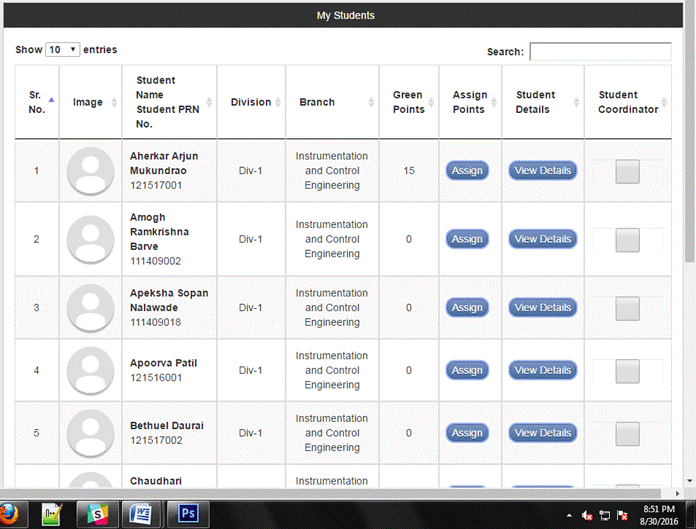 My Students
Show 10 entries
Search:
Sr. No.
Image
Student Name
Student PRN No.
Division
Branch
Green Points
Assign Points
Student Details
Student Coordinator
1
Aherkar Arjun
Mukundrao
121517001
Div-1
Instrumentation
and Control
Engineering
15
Assign
View Details
2
Amogh
Ramkrishna
Barve
111409002
Div-1
Instrumentation
and Control
Engineering
0
Assign
View Details
3
Apeksha Sopan
Nalawade
111409018
Div-1
Instrumentation
and Control
Engineering
0
Assign
View Details
4
Apoorva Patil
121516001
Div-1
Instrumentation
and Control
Engineering
0
Assign
View Details
5
Bethuel Daurai
121517002
Div-1
Instrumentation
and Control
Engineering
0
Assign
View Details
Chaudhari
Instrumentation
N++
S
W
Ps
8:51 PM
8/30/2016